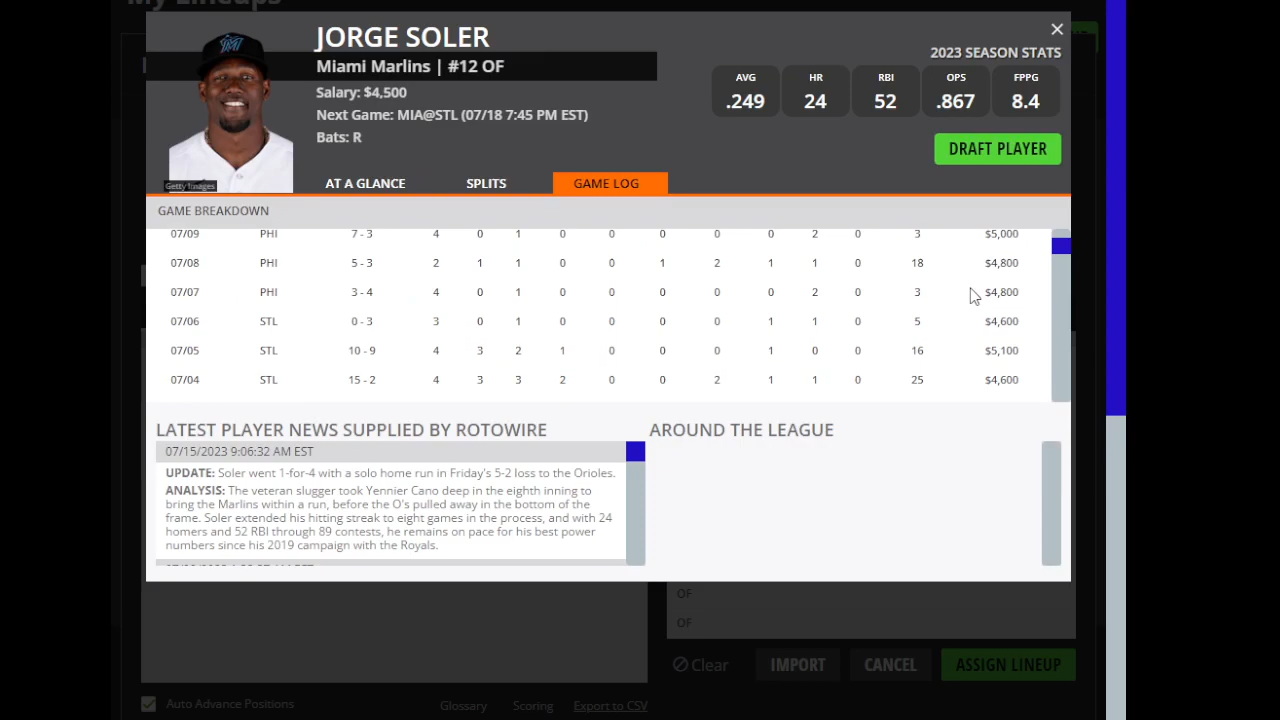 JORGE SOLER
Miami Marlins | #12 OF
Salary: $4,500
Next Game: MIA@STL (07/18 7:45 PM EST)
Bats: R
Getty Images
2023 SEASON STATS
AVG HR RBI OPS FPPG
.249 24 52 .867 8.4
DRAFT PLAYER
AT A GLANCE SPLITS GAME LOG
GAME BREAKDOWN
07/09 PHI 7 - 3 4 0 1 0 0 0 0 0 2 0 3 $5,000
07/08 PHI 5 - 3 2 1 1 0 0 1 2 1 1 0 18 $4,800
07/07 PHI 3 - 4 4 0 1 0 0 0 0 0 2 0 3 $4,800
07/06 STL 0 - 3 3 0 1 0 0 0 0 1 1 0 5 $4,600
07/05 STL 10 - 9 4 3 2 1 0 0 0 1 0 0 16 $5,100
07/04 STL 15 - 2 4 3 3 2 0 0 2 1 1 0 25 $4,600
LATEST PLAYER NEWS SUPPLIED BY ROTOWIRE
07/15/2023 9:06:32 AM EST
UPDATE: Soler went 1-for-4 with a solo home run in Friday's 5-2 loss to the Orioles.
ANALYSIS: The veteran slugger took Yennier Cano deep in the eighth inning to
bring the Marlins within a run, before the O's pulled away in the bottom of the
frame. Soler extended his hitting streak to eight games in the process, and with 24
homers and 52 RBI through 89 contests, he remains on pace for his best power
numbers since his 2019 campaign with the Royals.
AROUND THE LEAGUE
OF
OF
Clear IMPORT CANCEL ASSIGN LINEUP
Auto Advance Positions Glossary Scoring Export to CSV